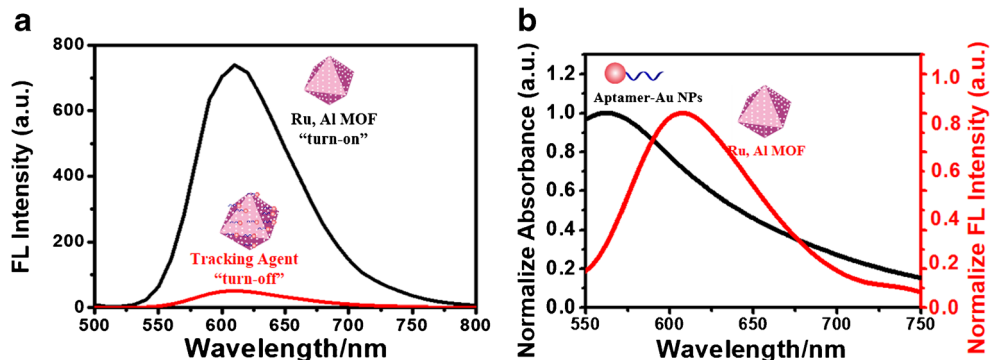 a
FL Intensity (a.u.)
800
600
400
200
0
Ru, Al MOF
“turn-on”
Tracking Agent
“turn-off”
500 550 600 650 700 750 800
Wavelength/nm
b
Normalize Absorbance (a.u.)
1.2
1.0
0.8
0.6
0.4
0.2
0.0
Aptamer-Au NPs
Ru, Al MOF
550 600 650 700 750
Wavelength/nm
1.0
0.8
0.6
0.4
0.2
0.0
Normalize FL Intensity (a.u.)